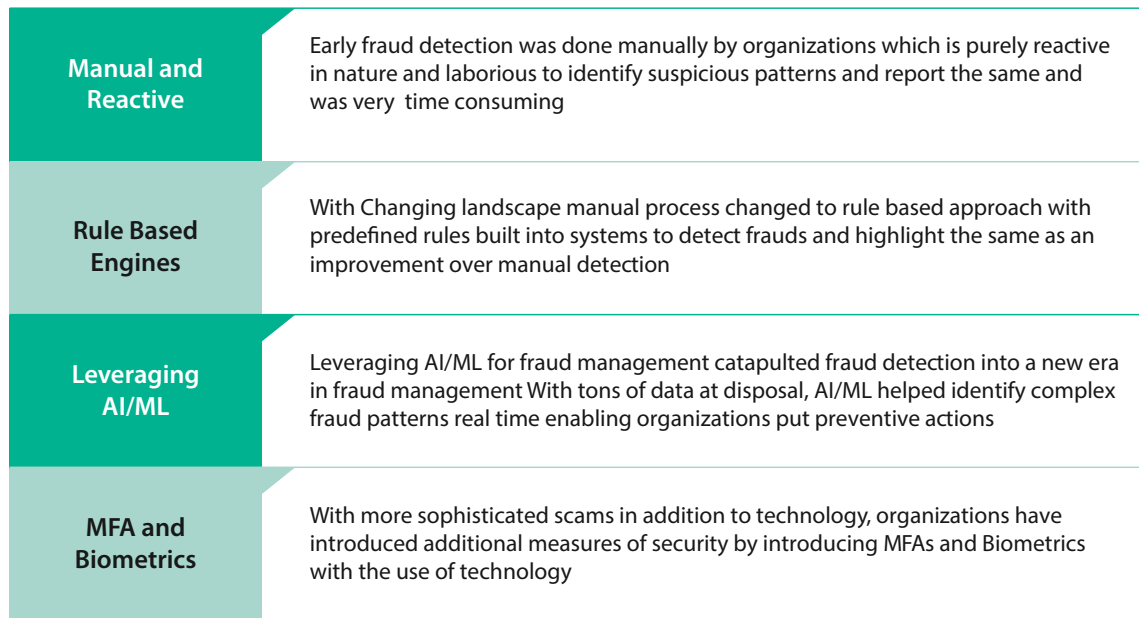 Manual and
Reactive
Early fraud detection was done manually by organizations which is purely reactive
in nature and laborious to identify suspicious patterns and report the same and
was very time consuming
Rule Based
Engines
With Changing landscape manual process changed to rule based approach with
predefined rules built into systems to detect frauds and highlight the same as an
improvement over manual detection
Leveraging
AI/ML
Leveraging AI/ML for fraud management catapulted fraud detection into a new era
in fraud management With tons of data at disposal, AI/ML helped identify complex
fraud patterns real time enabling organizations put preventive actions
MFA and
Biometrics
With more sophisticated scams in addition to technology, organizations have
introduced additional measures of security by introducing MFAs and Biometrics
with the use of technology